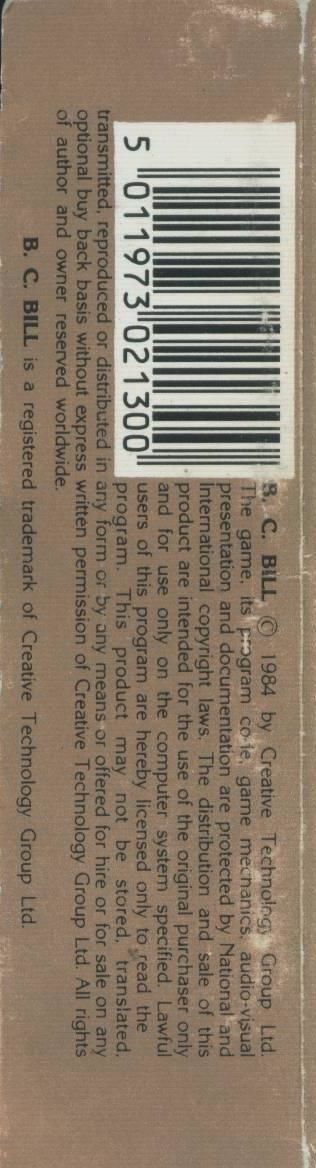 B. C. BILL © 1984 by Creative Technology Group Ltd.
The game, its program code, game mechanics, audio-visual
presentation and documentation are protected by National and
International copyright laws. The distribution and sale of this
product are intended for the use of the original purchaser only
and for use only on the computer system specified. Lawful
users of this program are hereby licensed only to read the
program. This product may not be stored, translated,
transmitted, reproduced or distributed in any form or by any means or offered for hire or for sale on any
optional buy back basis without express written permission of Creative Technology Group Ltd. All rights
of author and owner reserved worldwide.
B. C. BILL is a registered trademark of Creative Technology Group Ltd.
5 011973 021300